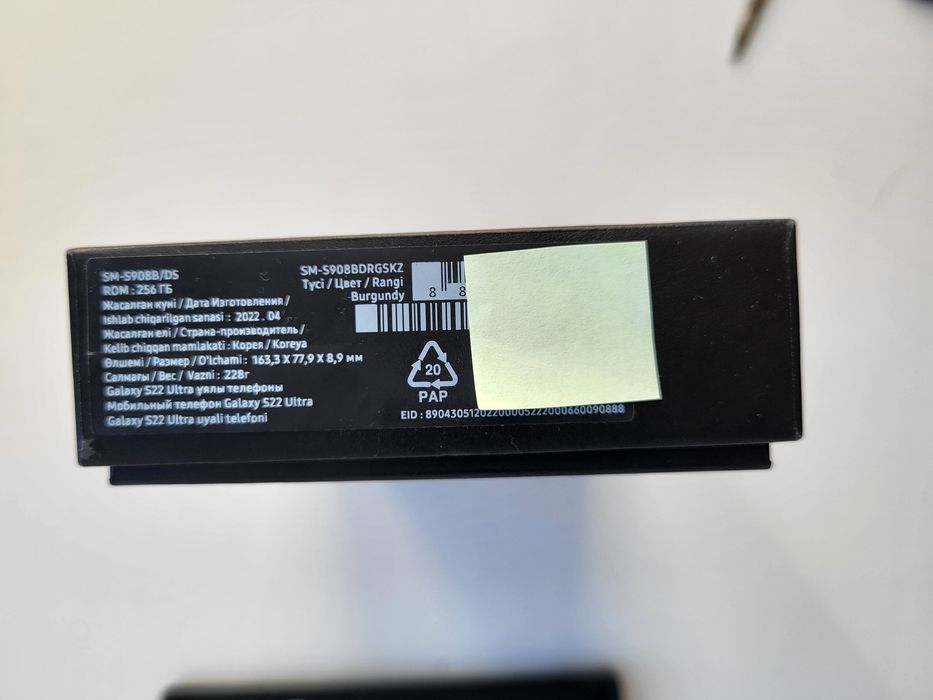 SM-S908B/DS
ROM : 256 ГБ
Жасалған күні / Дата Изготовления /
Ishlab chiqarilgan sanasi : 2022 . 04
Жасалған елі / Страна-производитель /
Kelib chiqqan mamlakati : Корея / Koreya
Өлшемі / Размер / O'lchami : 163,3 X 77,9 X 8,9 мм
Салмағы / Вес / Vazni : 228г
Galaxy S22 Ultra ұялы телефоны
Мобильный телефон Galaxy S22 Ultra
Galaxy S22 Ultra uyali telefoni
SM-S908BDRGSKZ
Түсі / Цвет / Rangi
Burgundy
8 8
20
PAP
EID : 89043051202200005222000660090888